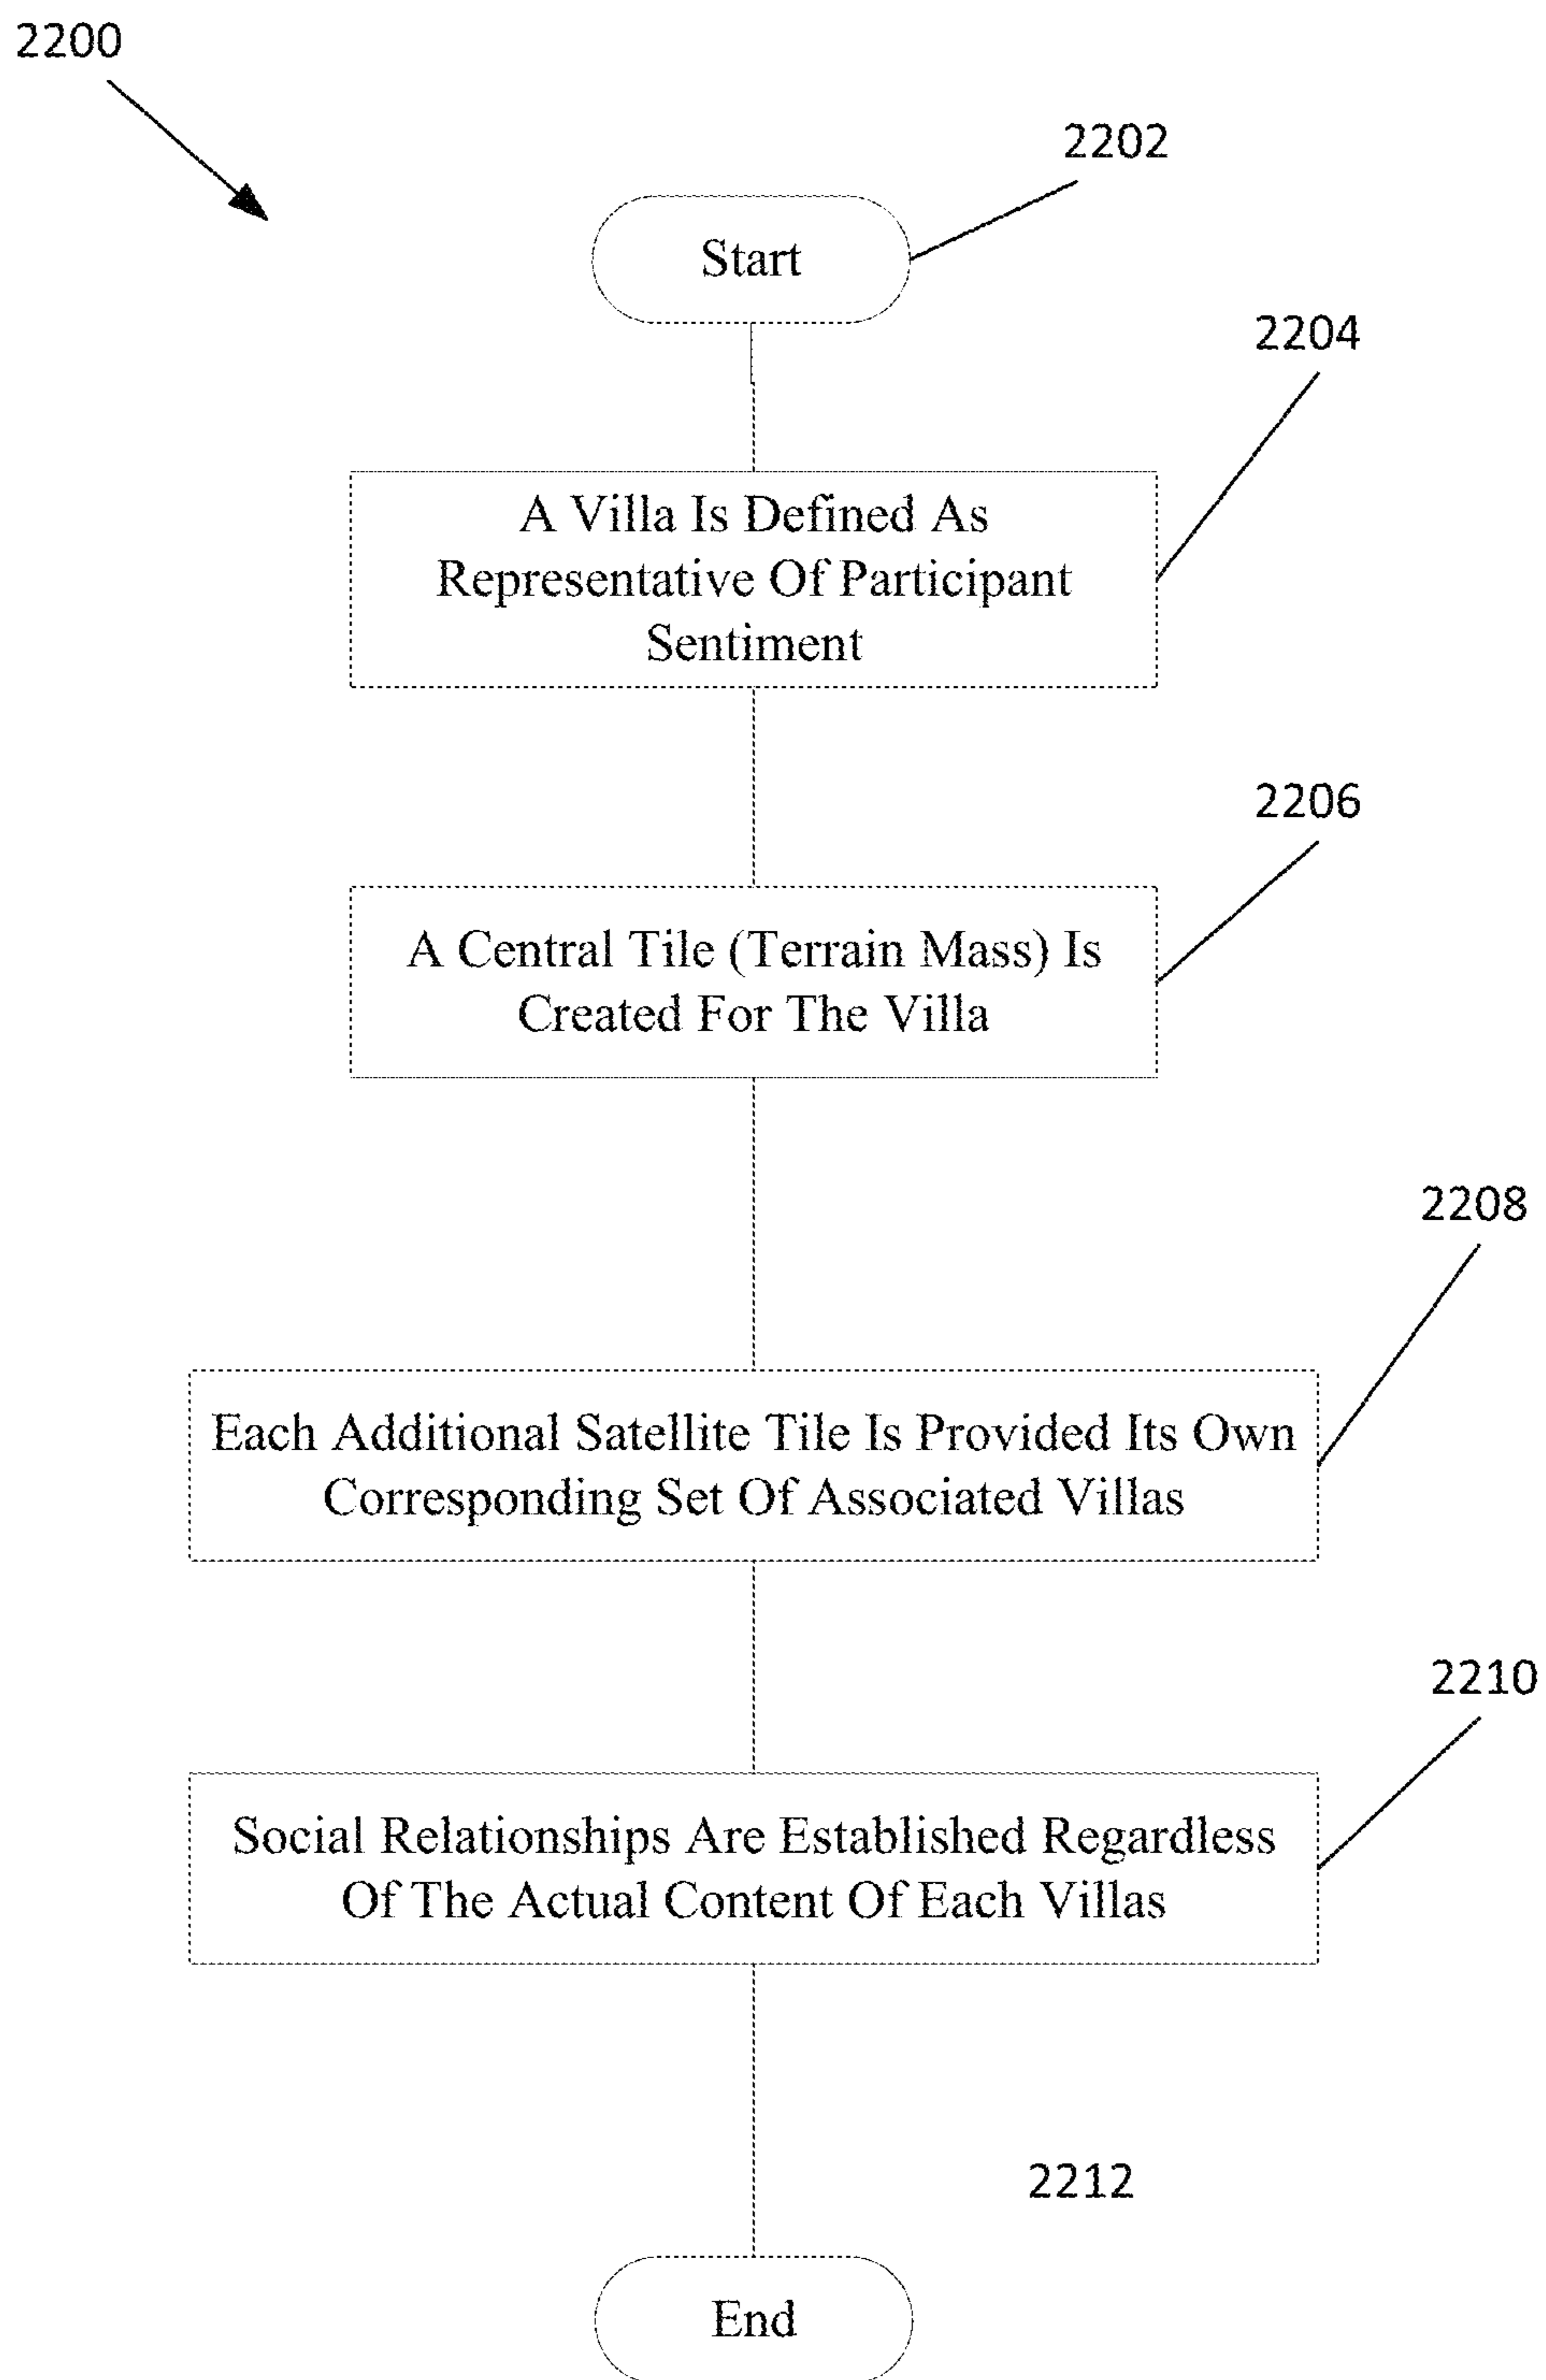 2200
2202
Start
2204
A Villa Is Defined As
Representative Of Participant
Sentiment
2206
A Central Tile (Terrain Mass) Is
Created For The Villa
2208
Each Additional Satellite Tile Is Provided Its Own
Corresponding Set Of Associated Villas
2210
Social Relationships Are Established Regardless
Of The Actual Content Of Each Villas
2212
End